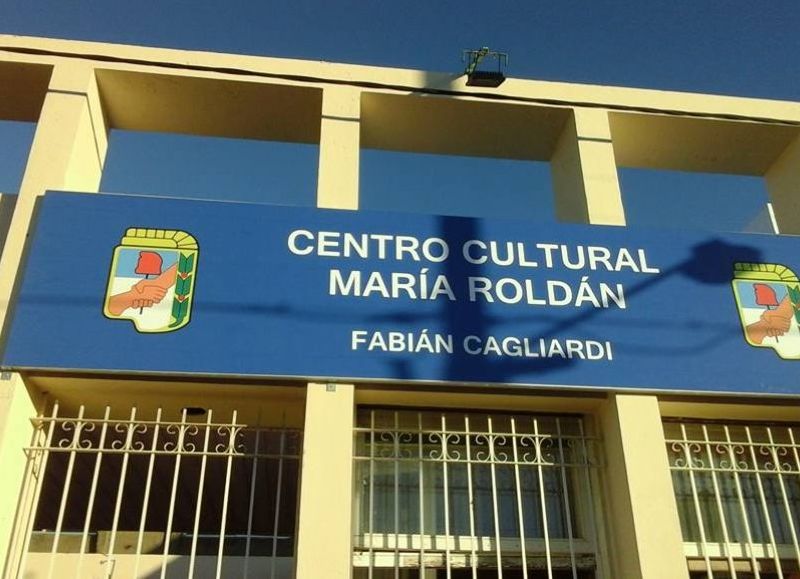 CENTRO CULTURAL
MARÍA ROLDÁN
FABIÁN CAGLIARDI